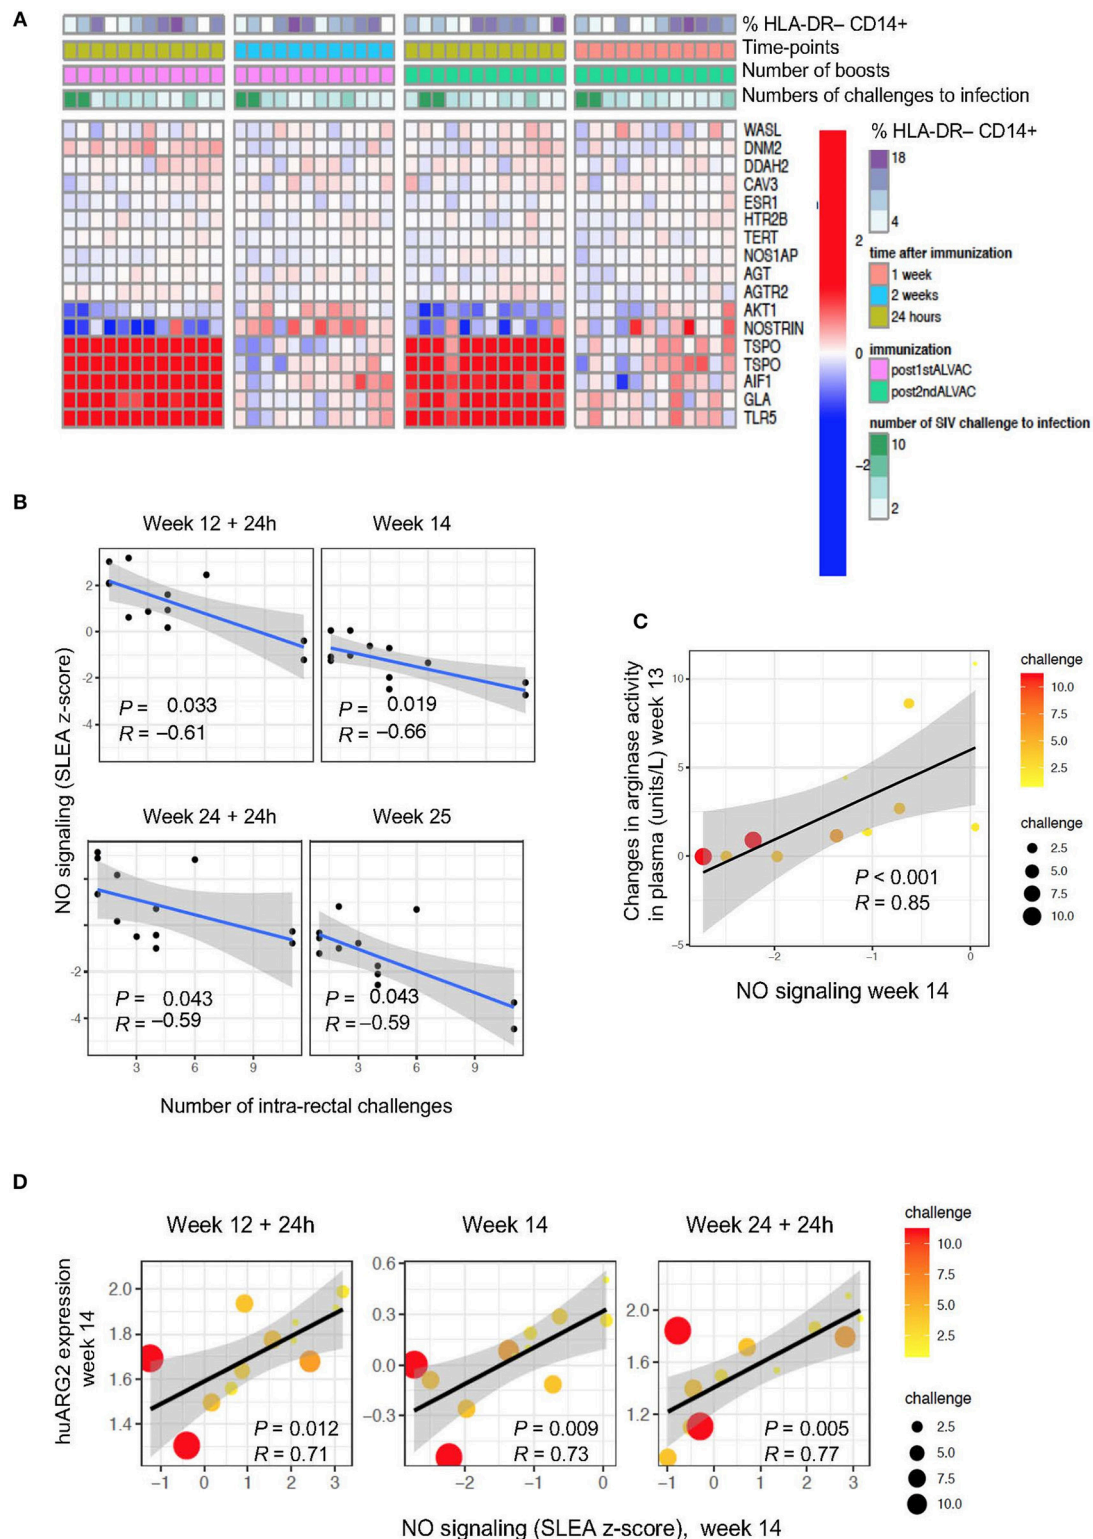 A
% HLA-DR– CD14+
Time-points
Number of boosts
Numbers of challenges to infection
WASL
DNM2
DDAH2
CAV3
ESR1
HTR2B
TERT
NOS1AP
AGT
AGTR2
AKT1
NOSTRIN
TSPO
TSPO
AIF1
GLA
TLR5
2
0
−2
% HLA-DR– CD14+
18
4
time after immunization
1 week
2 weeks
24 hours
immunization
post1stALVAC
post2ndALVAC
number of SIV challenge to infection
10
2
B
Week 12 + 24h
Week 14
NO signaling (SLEA z-score)
2
0
-2
-4
P = 0.033
R = −0.61
P = 0.019
R = −0.66
Week 24 + 24h
Week 25
-2
-4
P = 0.043
R = −0.59
P = 0.043
R = −0.59
3 6 9 3 6 9
Number of intra-rectal challenges
C
Changes in arginase activity
in plasma (units/L) week 13
10
5
0
−5
P < 0.001
R = 0.85
−2 −1 0
NO signaling week 14
challenge
10.0
7.5
5.0
2.5
challenge
2.5
5.0
7.5
10.0
D
Week 12 + 24h
Week 14
Week 24 + 24h
huARG2 expression
week 14
2.0
1.8
1.6
1.4
P = 0.012
R = 0.71
−1 0 1 2 3
0.6
0.3
0.0
−0.3
P = 0.009
R = 0.73
−2 −1 0
2.0
1.6
1.2
P = 0.005
R = 0.77
−1 0 1 2 3
NO signaling (SLEA z-score), week 14
challenge
10.0
7.5
5.0
2.5
challenge
2.5
5.0
7.5
10.0